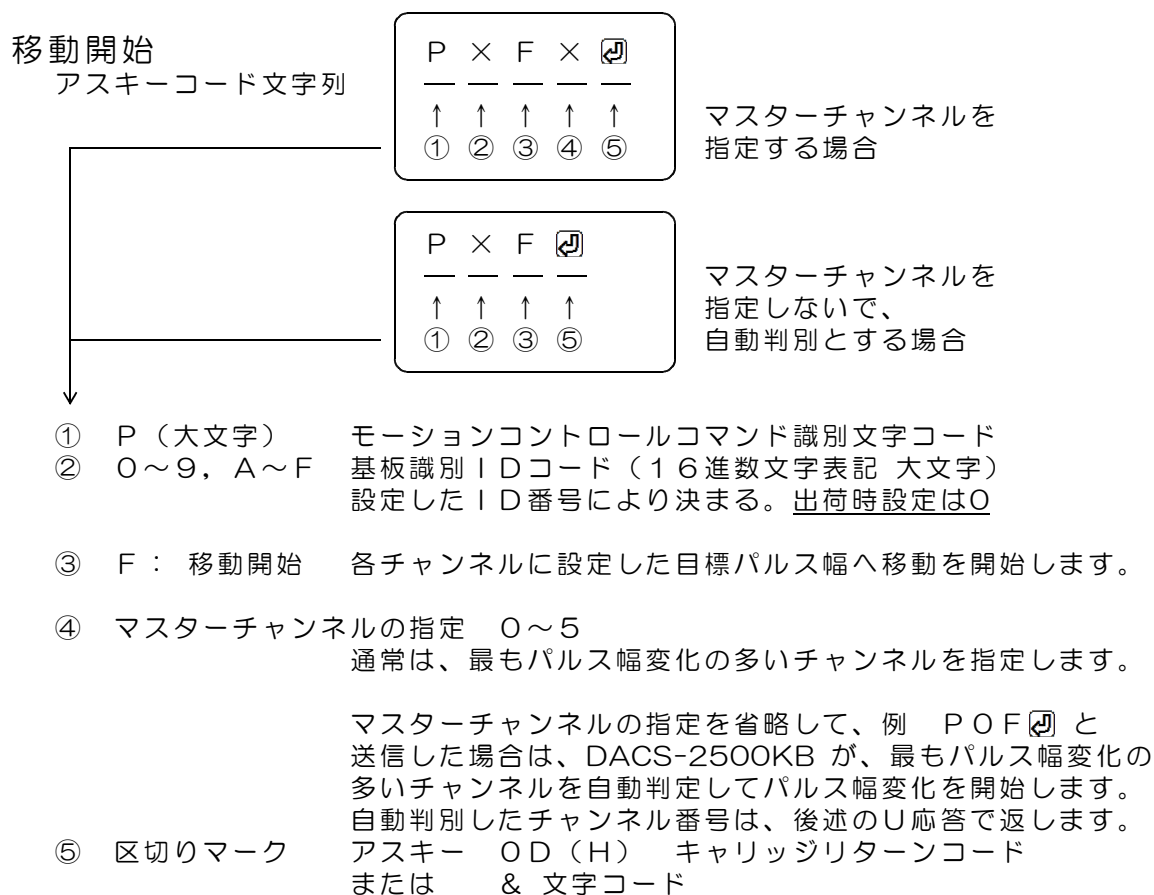 移動開始
アスキーコード文字列
P × F × ⏎
↑ ↑ ↑ ↑ ↑
① ② ③ ④ ⑤
マスターチャンネルを
指定する場合
P × F ⏎
↑ ↑ ↑ ↑
① ② ③ ⑤
マスターチャンネルを
指定しないで、
自動判別とする場合
① P(大文字) モーションコントロールコマンド識別文字コード
② 0~9,A~F 基板識別IDコード(16進数文字表記 大文字)
設定したID番号により決まる。出荷時設定は0
③ F: 移動開始 各チャンネルに設定した目標パルス幅へ移動を開始します。
④ マスターチャンネルの指定 0~5
通常は、最もパルス幅変化の多いチャンネルを指定します。
マスターチャンネルの指定を省略して、例 P0F⏎ と
送信した場合は、DACS-2500KB が、最もパルス幅変化の
多いチャンネルを自動判定してパルス幅変化を開始します。
自動判別したチャンネル番号は、後述のU応答で返します。
⑤ 区切りマーク アスキー 0D(H) キャリッジリターンコード
または & 文字コード